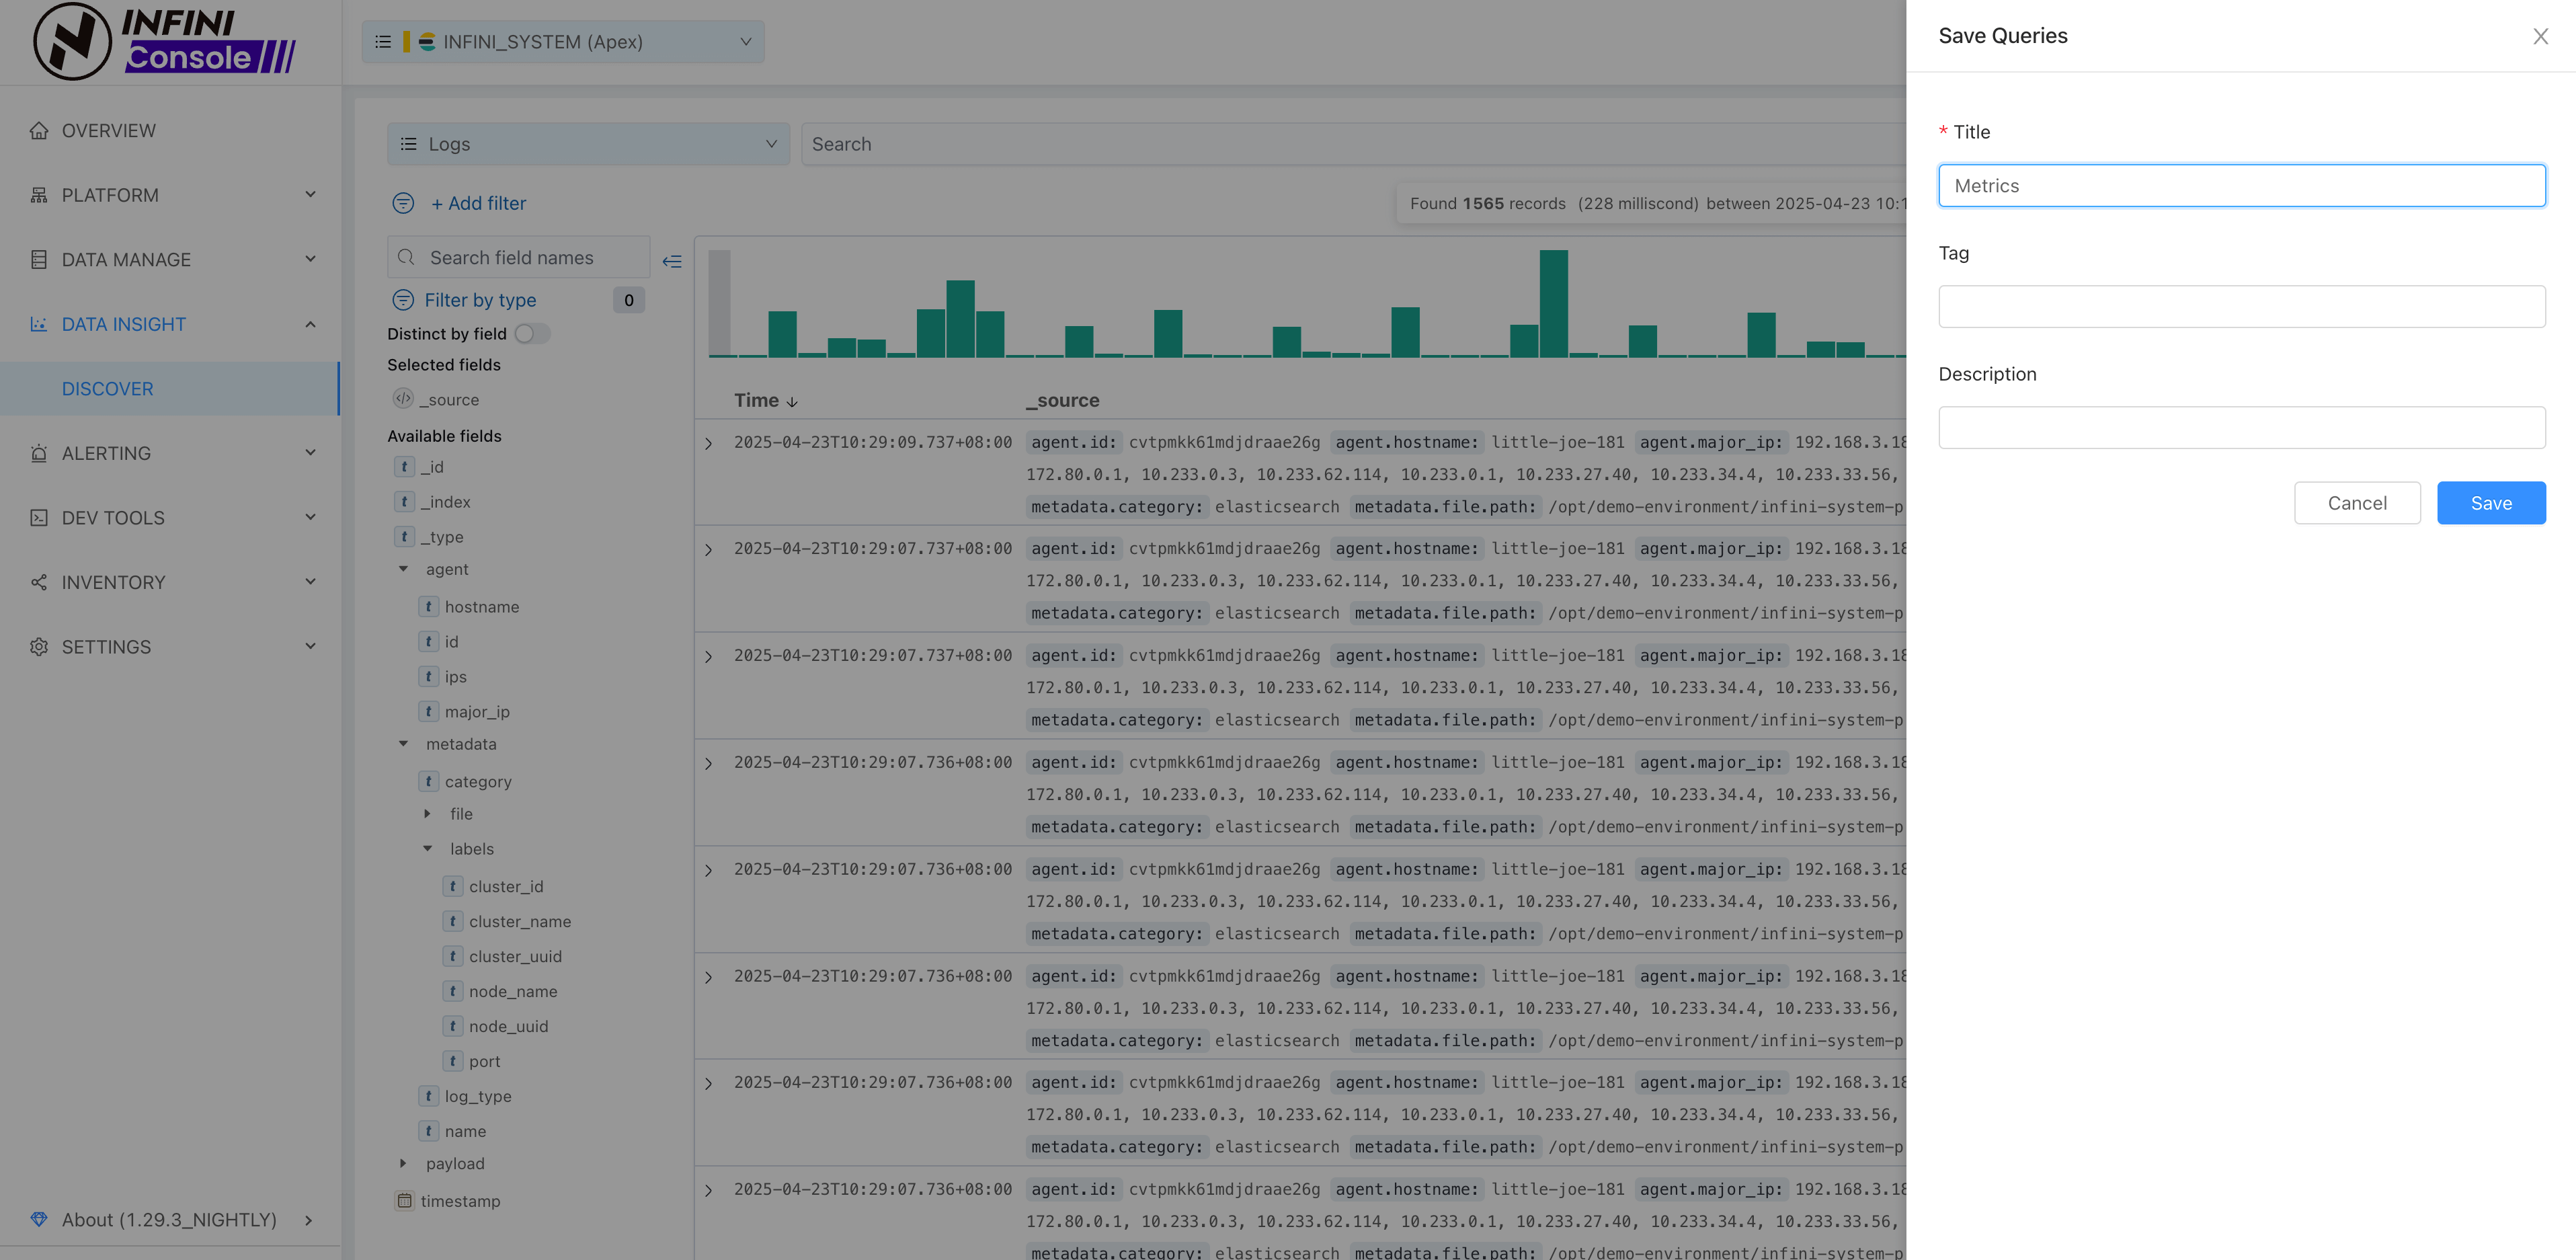 INFINI
Console
OVERVIEW
PLATFORM
DATA MANAGE
DATA INSIGHT
DISCOVER
ALERTING
DEV TOOLS
INVENTORY
SETTINGS
About (1.29.3_NIGHTLY)
INFINI_SYSTEM (Apex)
Logs
Search
+ Add filter
Found 1565 records (228 milliscond) between 2025-04-23 10:1
Search field names
Filter by type 0
Distinct by field
Selected fields
_source
Available fields
t _id
t _index
t _type
agent
t hostname
t id
t ips
t major_ip
metadata
t category
file
labels
t cluster_id
t cluster_name
t cluster_uuid
t node_name
t node_uuid
t port
t log_type
t name
payload
timestamp
Time _source
2025-04-23T10:29:09.737+08:00 agent.id: cvtpmkk61mdjdraae26g agent.hostname: little-joe-181 agent.major_ip: 192.168.3.18
172.80.0.1, 10.233.0.3, 10.233.62.114, 10.233.0.1, 10.233.27.40, 10.233.34.4, 10.233.33.56,
metadata.category: elasticsearch metadata.file.path: /opt/demo-environment/infini-system-p
2025-04-23T10:29:07.737+08:00 agent.id: cvtpmkk61mdjdraae26g agent.hostname: little-joe-181 agent.major_ip: 192.168.3.18
172.80.0.1, 10.233.0.3, 10.233.62.114, 10.233.0.1, 10.233.27.40, 10.233.34.4, 10.233.33.56,
metadata.category: elasticsearch metadata.file.path: /opt/demo-environment/infini-system-p
2025-04-23T10:29:07.737+08:00 agent.id: cvtpmkk61mdjdraae26g agent.hostname: little-joe-181 agent.major_ip: 192.168.3.18
172.80.0.1, 10.233.0.3, 10.233.62.114, 10.233.0.1, 10.233.27.40, 10.233.34.4, 10.233.33.56,
metadata.category: elasticsearch metadata.file.path: /opt/demo-environment/infini-system-p
2025-04-23T10:29:07.736+08:00 agent.id: cvtpmkk61mdjdraae26g agent.hostname: little-joe-181 agent.major_ip: 192.168.3.18
172.80.0.1, 10.233.0.3, 10.233.62.114, 10.233.0.1, 10.233.27.40, 10.233.34.4, 10.233.33.56,
metadata.category: elasticsearch metadata.file.path: /opt/demo-environment/infini-system-p
2025-04-23T10:29:07.736+08:00 agent.id: cvtpmkk61mdjdraae26g agent.hostname: little-joe-181 agent.major_ip: 192.168.3.18
172.80.0.1, 10.233.0.3, 10.233.62.114, 10.233.0.1, 10.233.27.40, 10.233.34.4, 10.233.33.56,
metadata.category: elasticsearch metadata.file.path: /opt/demo-environment/infini-system-p
2025-04-23T10:29:07.736+08:00 agent.id: cvtpmkk61mdjdraae26g agent.hostname: little-joe-181 agent.major_ip: 192.168.3.18
172.80.0.1, 10.233.0.3, 10.233.62.114, 10.233.0.1, 10.233.27.40, 10.233.34.4, 10.233.33.56,
metadata.category: elasticsearch metadata.file.path: /opt/demo-environment/infini-system-p
2025-04-23T10:29:07.736+08:00 agent.id: cvtpmkk61mdjdraae26g agent.hostname: little-joe-181 agent.major_ip: 192.168.3.18
172.80.0.1, 10.233.0.3, 10.233.62.114, 10.233.0.1, 10.233.27.40, 10.233.34.4, 10.233.33.56,
metadata.category: elasticsearch metadata.file.path: /opt/demo-environment/infini-system-p
2025-04-23T10:29:07.736+08:00 agent.id: cvtpmkk61mdjdraae26g agent.hostname: little-joe-181 agent.major_ip: 192.168.3.18
172.80.0.1, 10.233.0.3, 10.233.62.114, 10.233.0.1, 10.233.27.40, 10.233.34.4, 10.233.33.56,
metadata.category: elasticsearch metadata.file.path: /opt/demo-environment/infini-system-p
Save Queries
* Title
Metrics
Tag
Description
Cancel Save